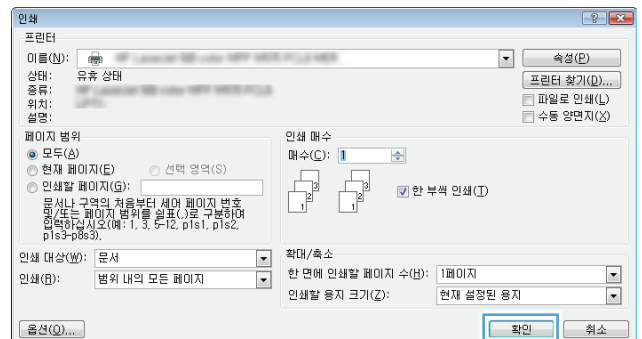 인쇄
프린터
이름(N):
속성(P)
상태: 유휴 상태
프린터 찾기(D)...
종류:
위치:
파일로 인쇄(L)
설명:
수동 양면지(X)
페이지 범위
모두(A)
현재 페이지(E) 선택 영역(S)
인쇄할 페이지(G):
문서나 구역의 처음부터 세어 페이지 번호
및/또는 페이지 범위를 쉼표(,)로 구분하여
입력하십시오(예: 1, 3, 5-12, p1s1, p1s2,
p1s3-p8s3).
인쇄 매수
매수(C): 1
1 2 3 1 2 3
한 부씩 인쇄(T)
인쇄 대상(W): 문서
인쇄(R): 범위 내의 모든 페이지
확대/축소
한 면에 인쇄할 페이지 수(H): 1페이지
인쇄할 용지 크기(Z): 현재 설정된 용지
옵션(O)...
확인 취소